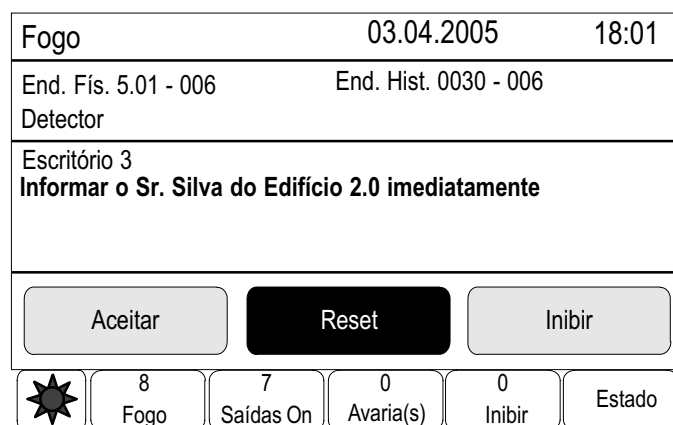 Fogo 03.04.2005 18:01
End. Fís. 5.01 - 006 End. Hist. 0030 - 006
Detector
Escritório 3
Informar o Sr. Silva do Edifício 2.0 imediatamente
Aceitar Reset Inibir
8 7 0 0
Fogo Saídas On Avaria(s) Inibir Estado